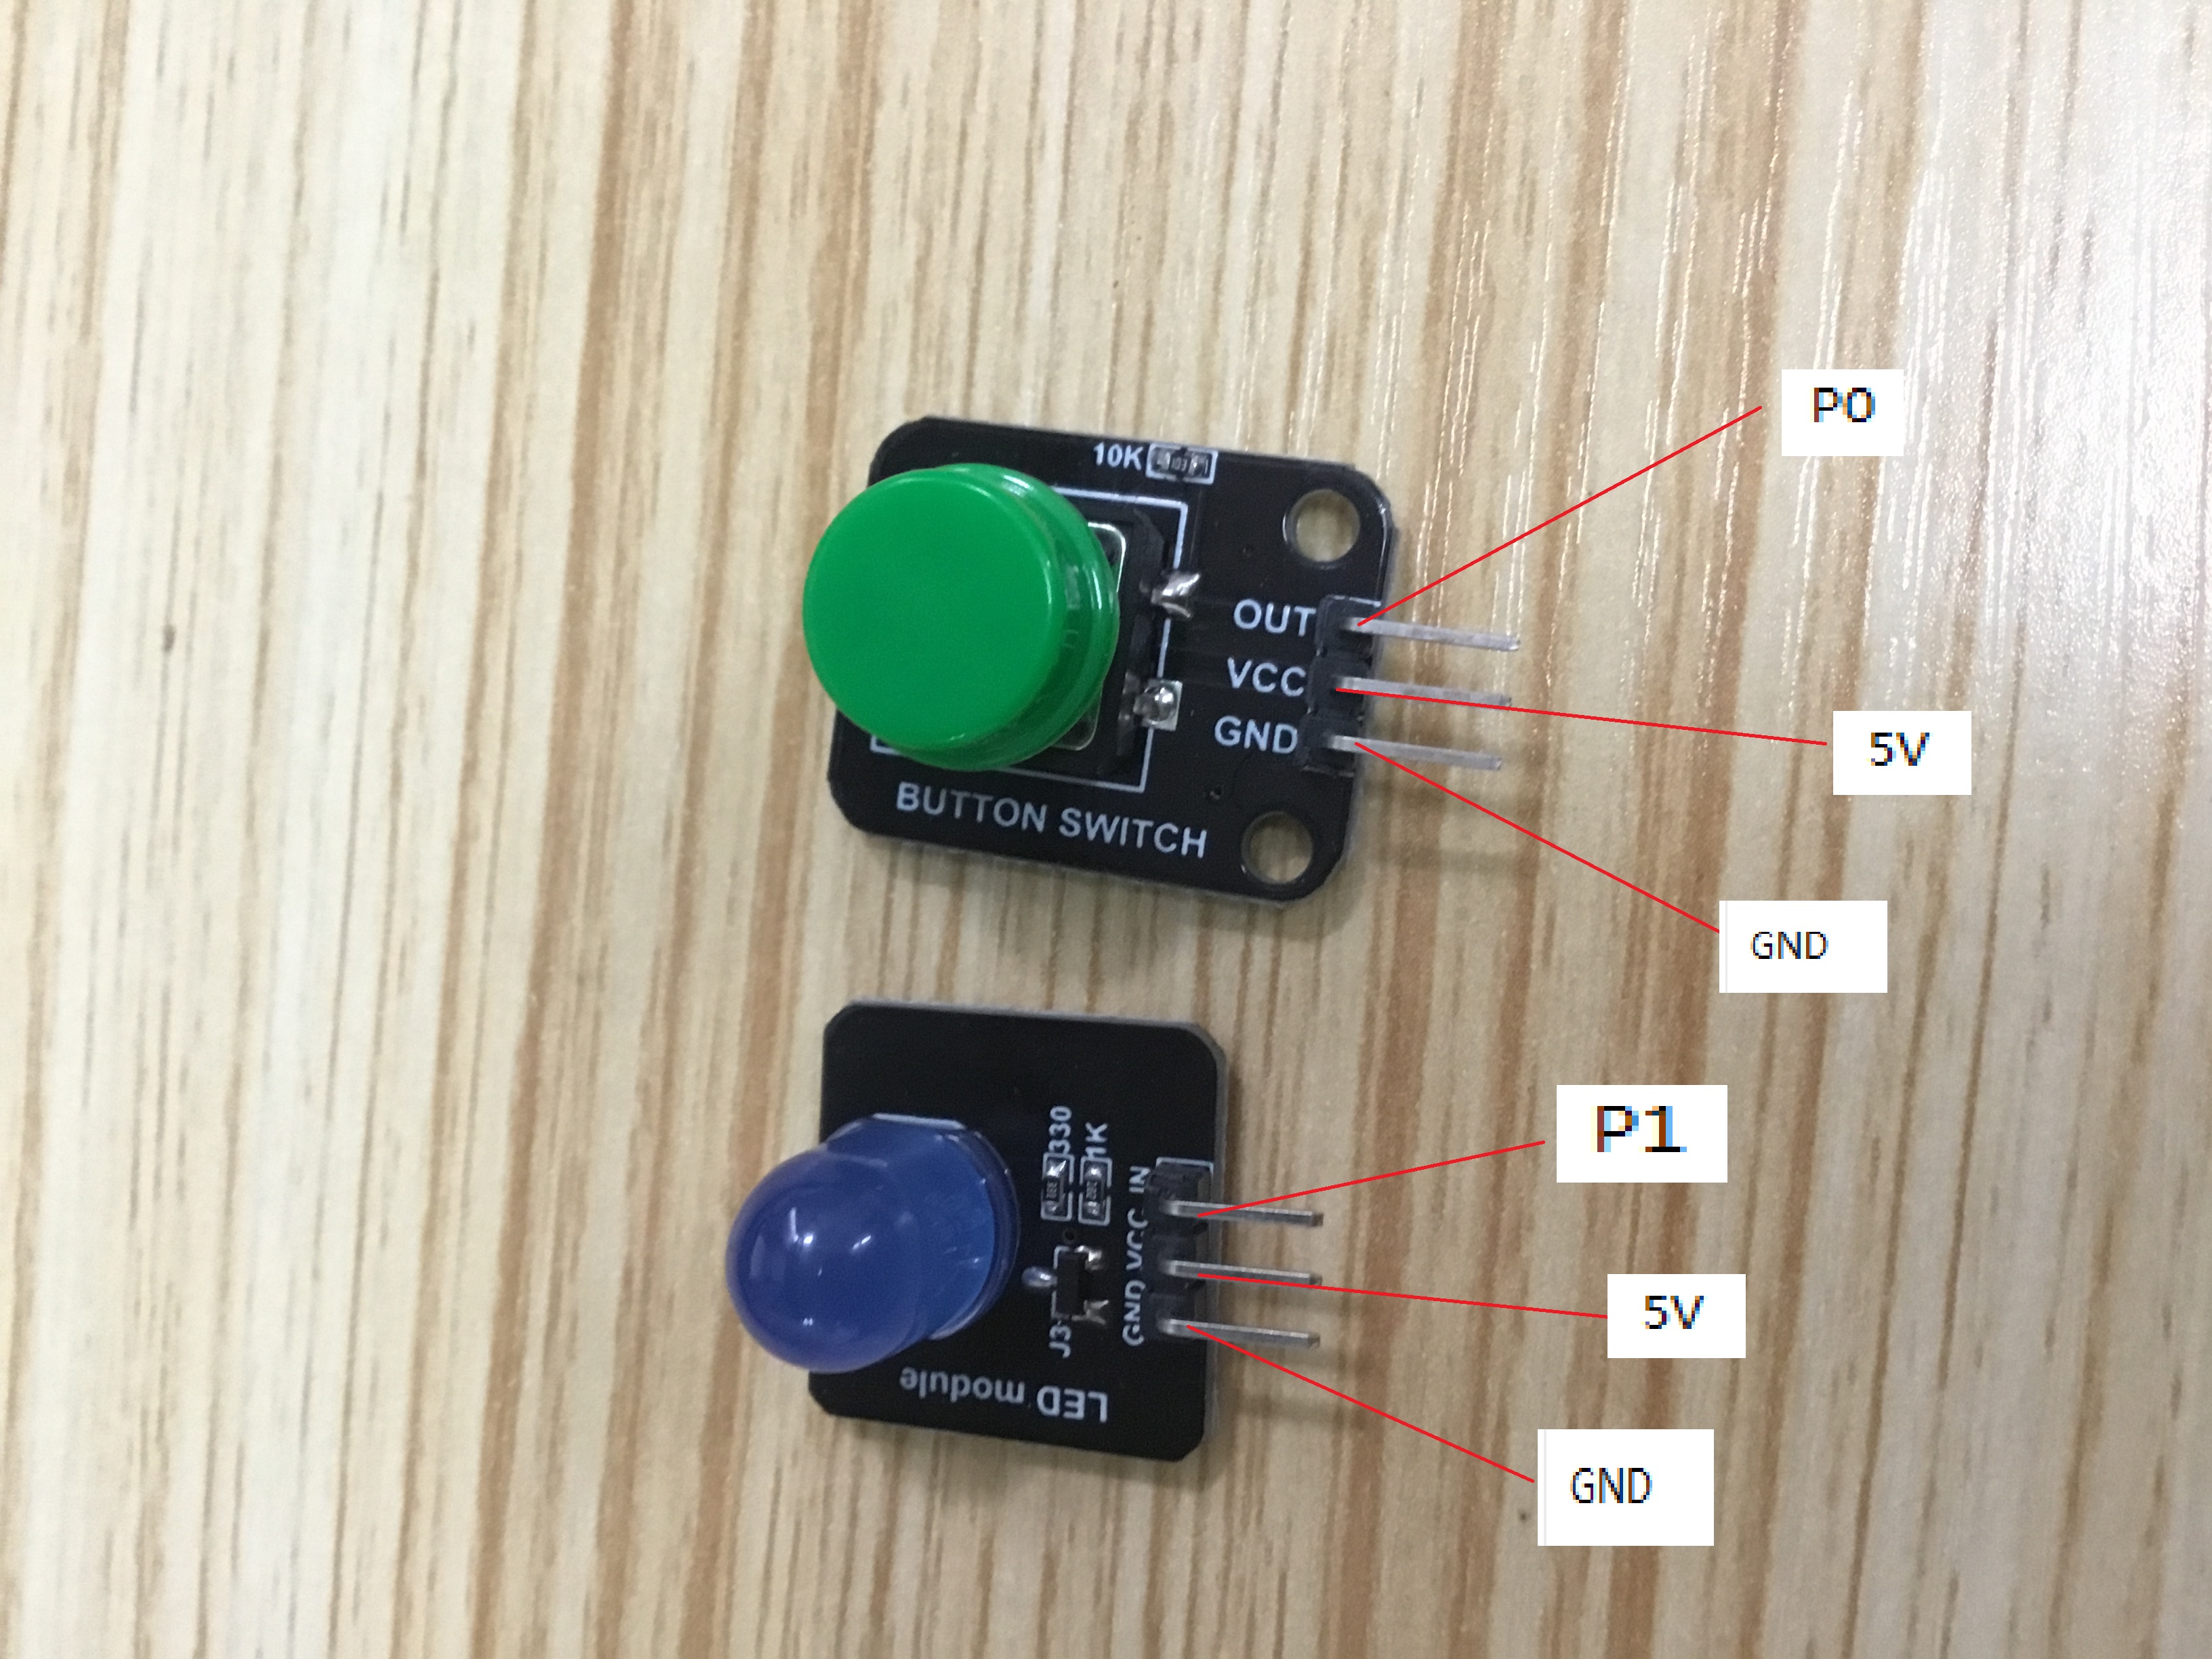 LED module
J3
330
1K
GND VCC IN
BUTTON SWITCH
10K
GND
VCC
OUT
GND
5V
P1
GND
5V
P0